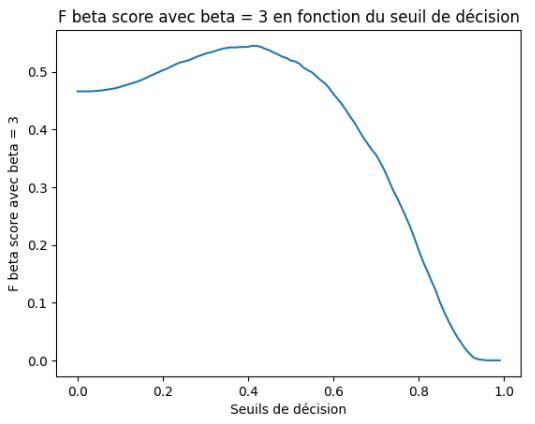 F beta score avec beta = 3 en fonction du seuil de décision
F beta score avec beta = 3
0.5
0.4
0.3
0.2
0.1
0.0
0.0 0.2 0.4 0.6 0.8 1.0
Seuils de décision